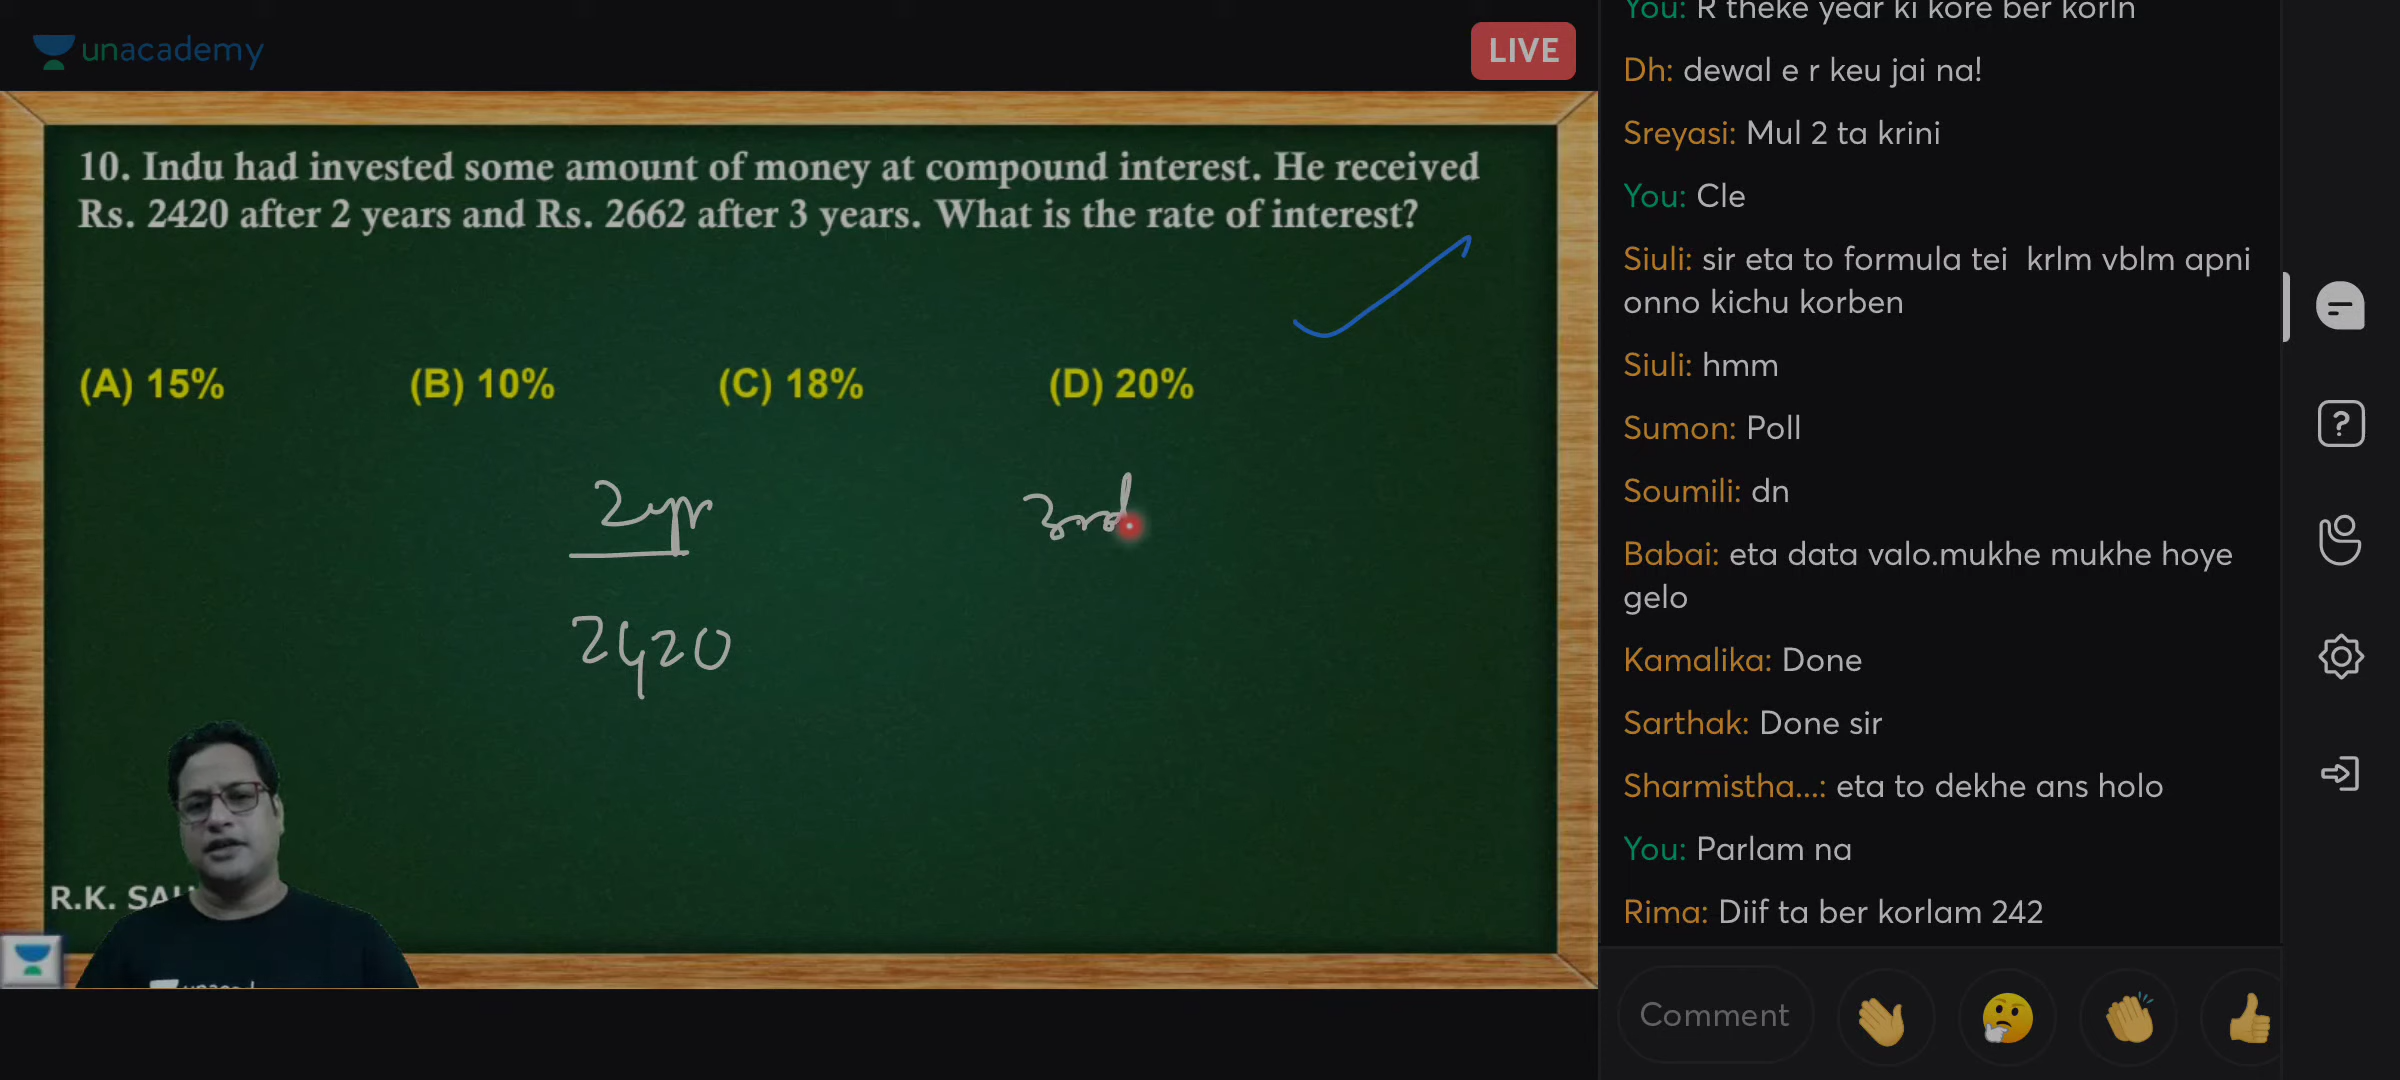 unacademy
LIVE
10. Indu had invested some amount of money at compound interest. He received
Rs. 2420 after 2 years and Rs. 2662 after 3 years. What is the rate of interest?
(A) 15%
(B) 10%
(C) 18%
(D) 20%
2yr
3rd
2420
R.K. SAH
You: R theke year ki kore ber korln
Dh: dewal e r keu jai na!
Sreyasi: Mul 2 ta krini
You: Cle
Siuli: sir eta to formula tei  krlm vblm apni
onno kichu korben
Siuli: hmm
Sumon: Poll
Soumili: dn
Babai: eta data valo.mukhe mukhe hoye
gelo
Kamalika: Done
Sarthak: Done sir
Sharmistha...: eta to dekhe ans holo
You: Parlam na
Rima: Diif ta ber korlam 242
Comment